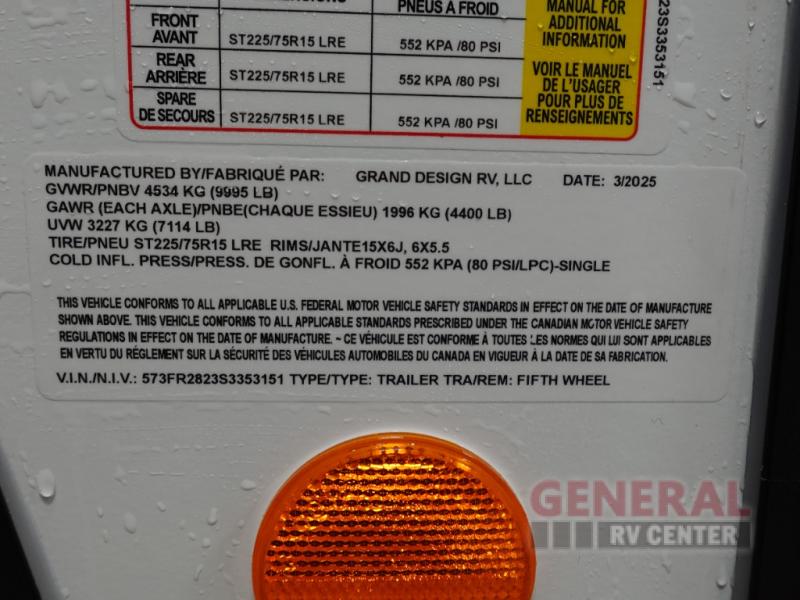 PNEUS À FROID
MANUAL FOR
ADDITIONAL
INFORMATION
FRONT
AVANT
ST225/75R15 LRE
552 KPA /80 PSI
REAR
ARRIÈRE
ST225/75R15 LRE
552 KPA /80 PSI
SPARE
DE SECOURS
ST225/75R15 LRE
552 KPA /80 PSI
VOIR LE MANUEL
DE L'USAGER
POUR PLUS DE
RENSEIGNEMENTS
23S3353151
MANUFACTURED BY/FABRIQUÉ PAR: GRAND DESIGN RV, LLC DATE: 3/2025
GVWR/PNBV 4534 KG (9995 LB)
GAWR (EACH AXLE)/PNBE(CHAQUE ESSIEU) 1996 KG (4400 LB)
UVW 3227 KG (7114 LB)
TIRE/PNEU ST225/75R15 LRE RIMS/JANTE15X6J, 6X5.5
COLD INFL. PRESS/PRESS. DE GONFL. À FROID 552 KPA (80 PSI/LPC)-SINGLE
THIS VEHICLE CONFORMS TO ALL APPLICABLE U.S. FEDERAL MOTOR VEHICLE SAFETY STANDARDS IN EFFECT ON THE DATE OF MANUFACTURE
SHOWN ABOVE. THIS VEHICLE CONFORMS TO ALL APPLICABLE STANDARDS PRESCRIBED UNDER THE CANADIAN MOTOR VEHICLE SAFETY
REGULATIONS IN EFFECT ON THE DATE OF MANUFACTURE. ~ CE VÉHICULE EST CONFORME À TOUTES LES NORMES QUI LUI SONT APPLICABLES
EN VERTU DU RÉGLEMENT SUR LA SÉCURITÉ DES VÉHICULES AUTOMOBILES DU CANADA EN VIGUEUR À LA DATE DE SA FABRICATION.
V.I.N./N.I.V.: 573FR2823S3353151 TYPE/TYPE: TRAILER TRA/REM: FIFTH WHEEL
GENERAL
RV CENTER